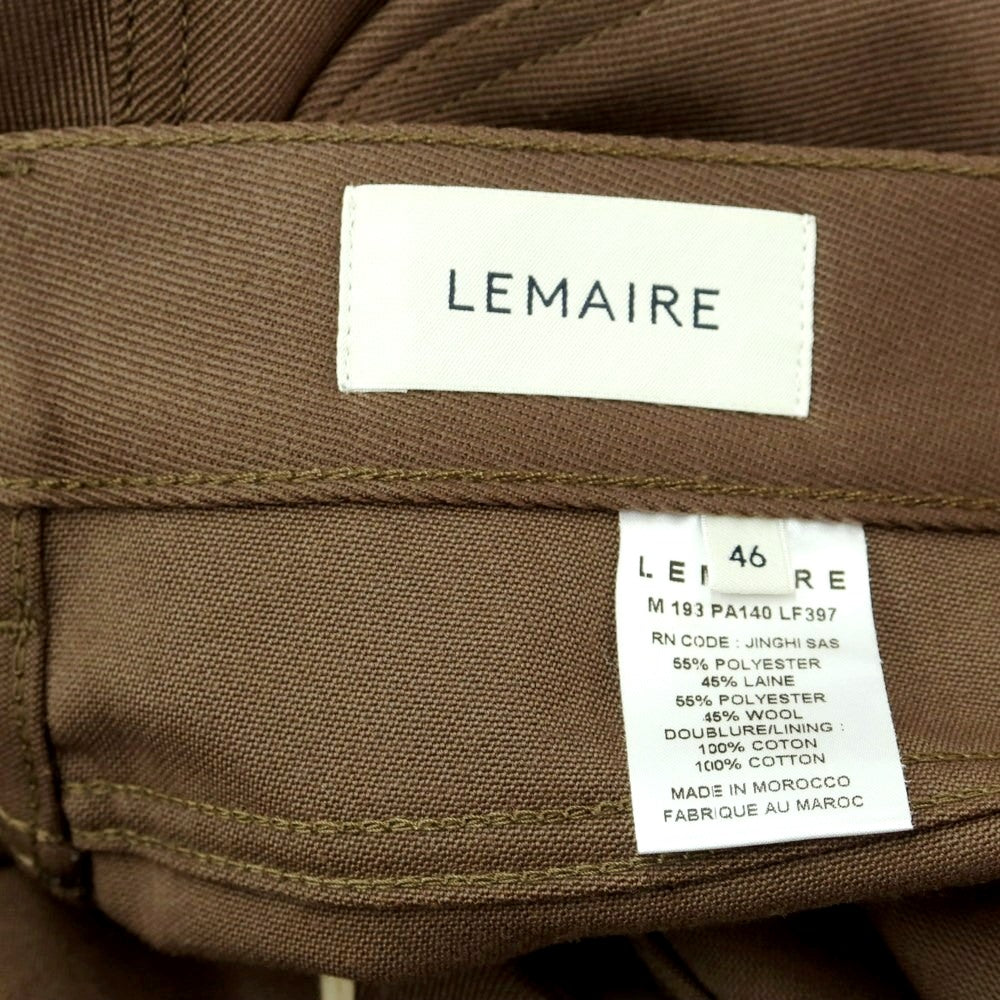 LEMAIRE
46
M 193 PA140 LF397
RN CODE : JINGHI SAS
55% POLYESTER
45% LAINE
55% POLYESTER
45% WOOL
DOUBLURE/LINING :
100% COTON
100% COTTON
MADE IN MOROCCO
FABRIQUE AU MAROC